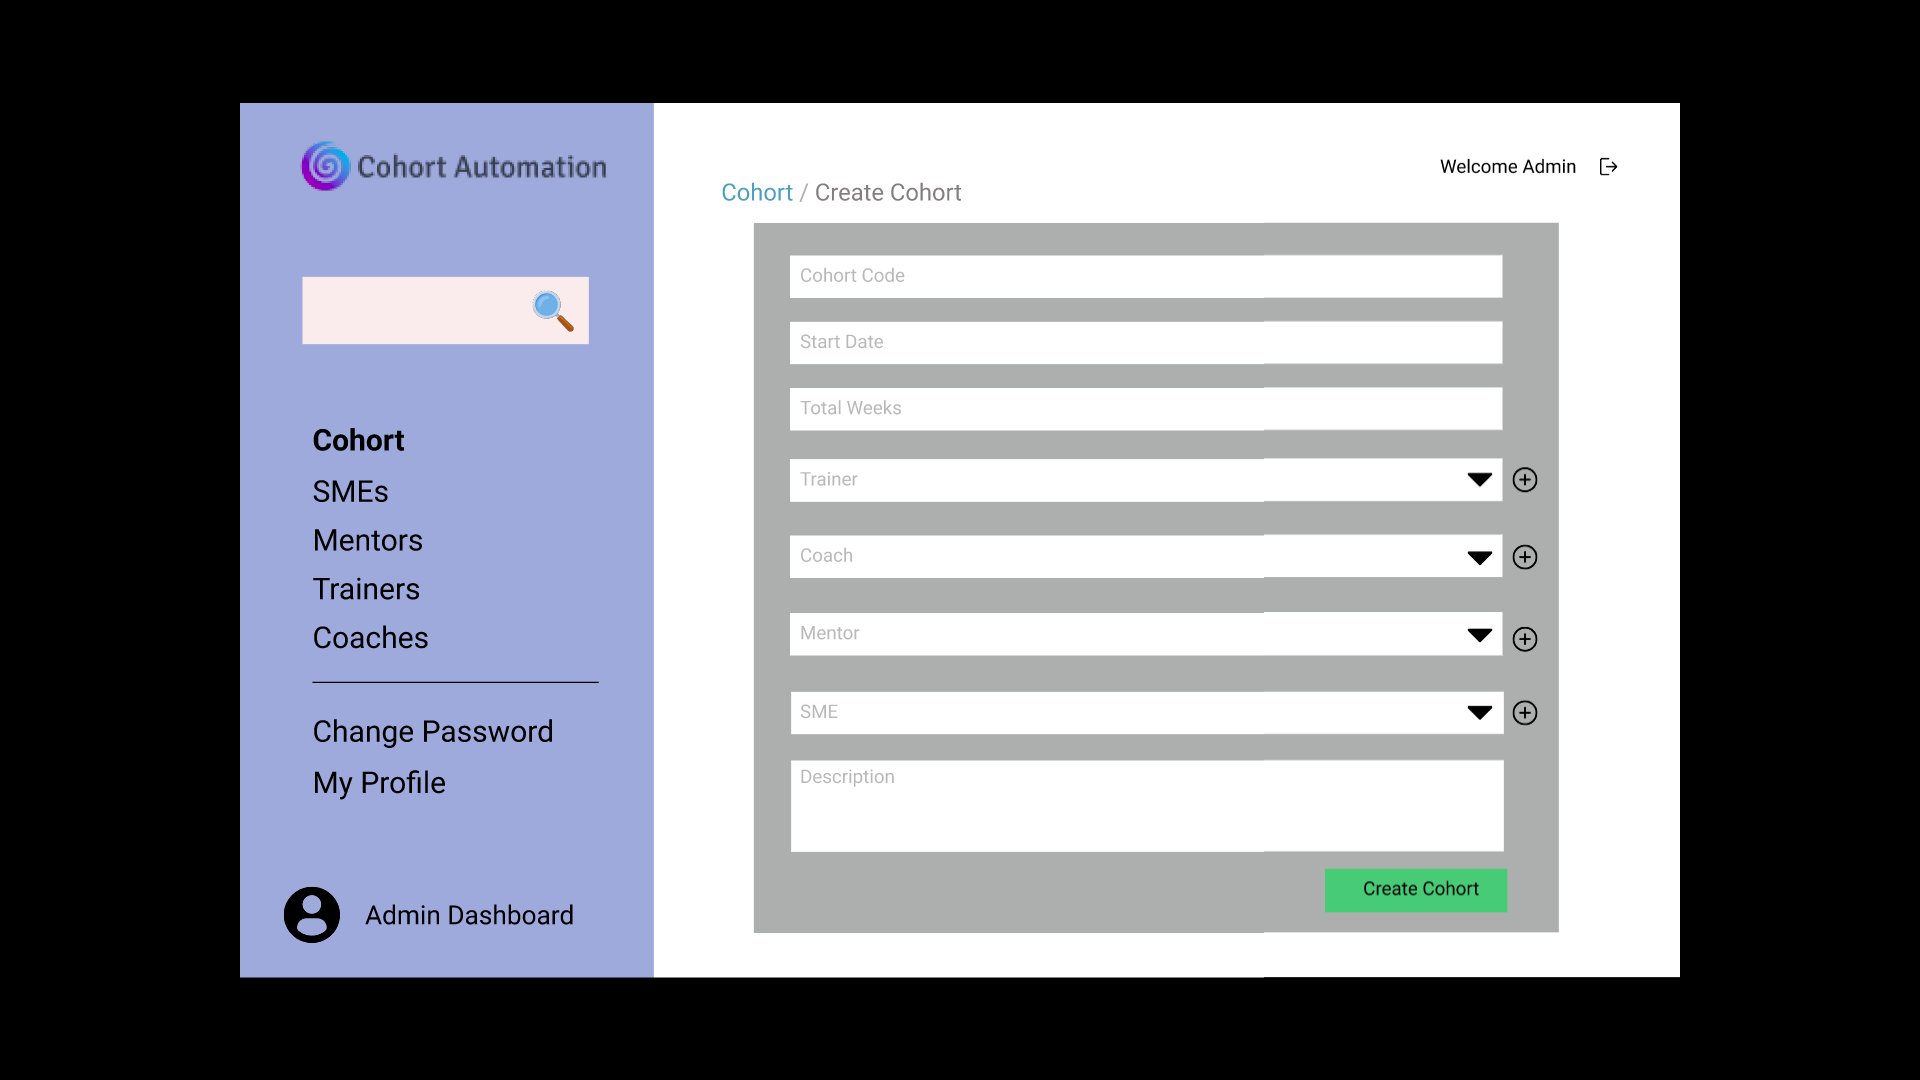 Cohort Automation
Cohort
SMEs
Mentors
Trainers
Coaches
Change Password
My Profile
Admin Dashboard
Welcome Admin
Cohort / Create Cohort
Cohort Code
Start Date
Total Weeks
Trainer
Coach
Mentor
SME
Description
Create Cohort